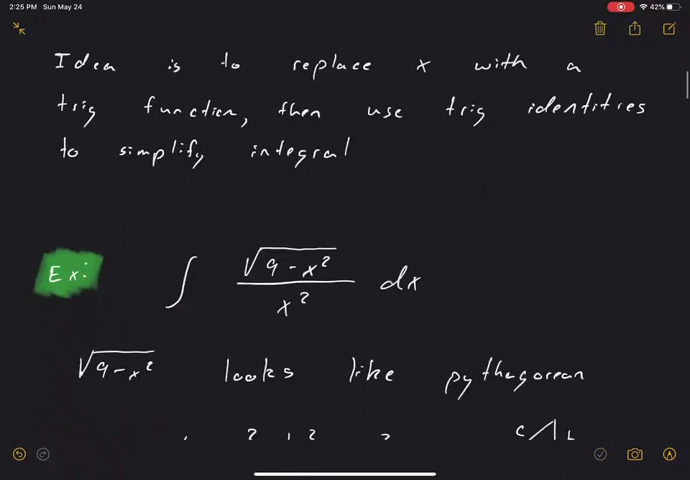 2:25 PM Sun May 24 42%
Idea is to replace x with a
trig function, then use trig identities
to simplify integral
Ex: ∫ √(9 - x²) / x² dx
√(9-x²) looks like pythagorean